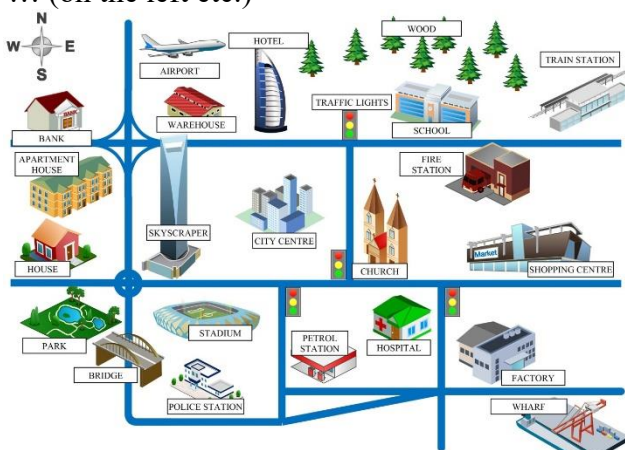 ... (on the left etc.)
N
W E
S
AIRPORT
HOTEL
WOOD
TRAIN STATION
BANK
BANK
WAREHOUSE
TRAFFIC LIGHTS
SCHOOL
APARTMENT
HOUSE
FIRE
STATION
SKYSCRAPER
CITY CENTRE
HOUSE
CHURCH
Market
SHOPPING CENTRE
PARK
STADIUM
PETROL
STATION
HOSPITAL
BRIDGE
FACTORY
POLICE STATION
WHARF